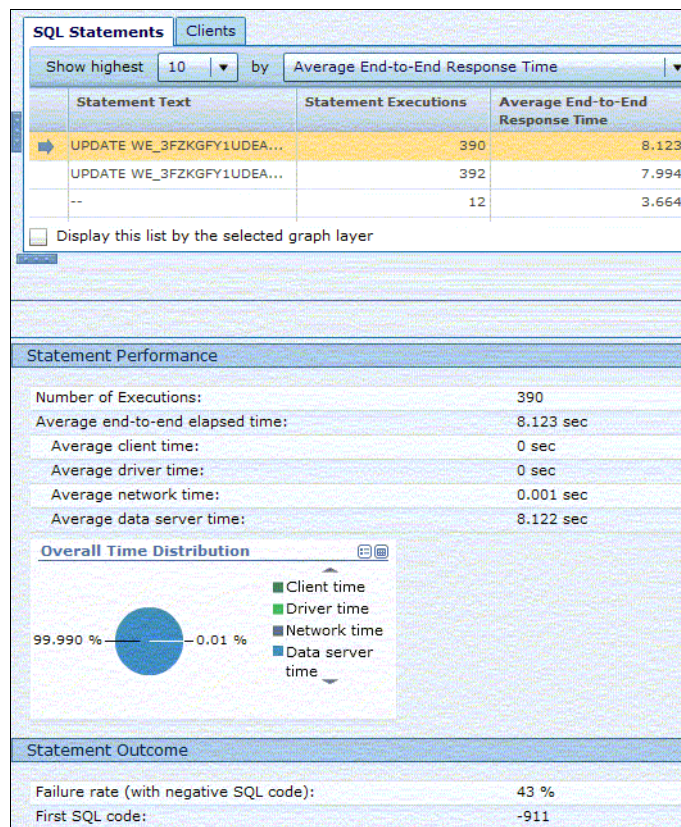 SQL Statements Clients
Show highest 10 by Average End-to-End Response Time
Statement Text Statement Executions Average End-to-End Response Time
UPDATE WE_3FZKGFY1UDEA... 390 8.123
UPDATE WE_3FZKGFY1UDEA... 392 7.994
-- 12 3.664
Display this list by the selected graph layer
Statement Performance
Number of Executions: 390
Average end-to-end elapsed time: 8.123 sec
Average client time: 0 sec
Average driver time: 0 sec
Average network time: 0.001 sec
Average data server time: 8.122 sec
Overall Time Distribution
99.990 % 0.01 %
Client time
Driver time
Network time
Data server
time
Statement Outcome
Failure rate (with negative SQL code): 43 %
First SQL code: -911